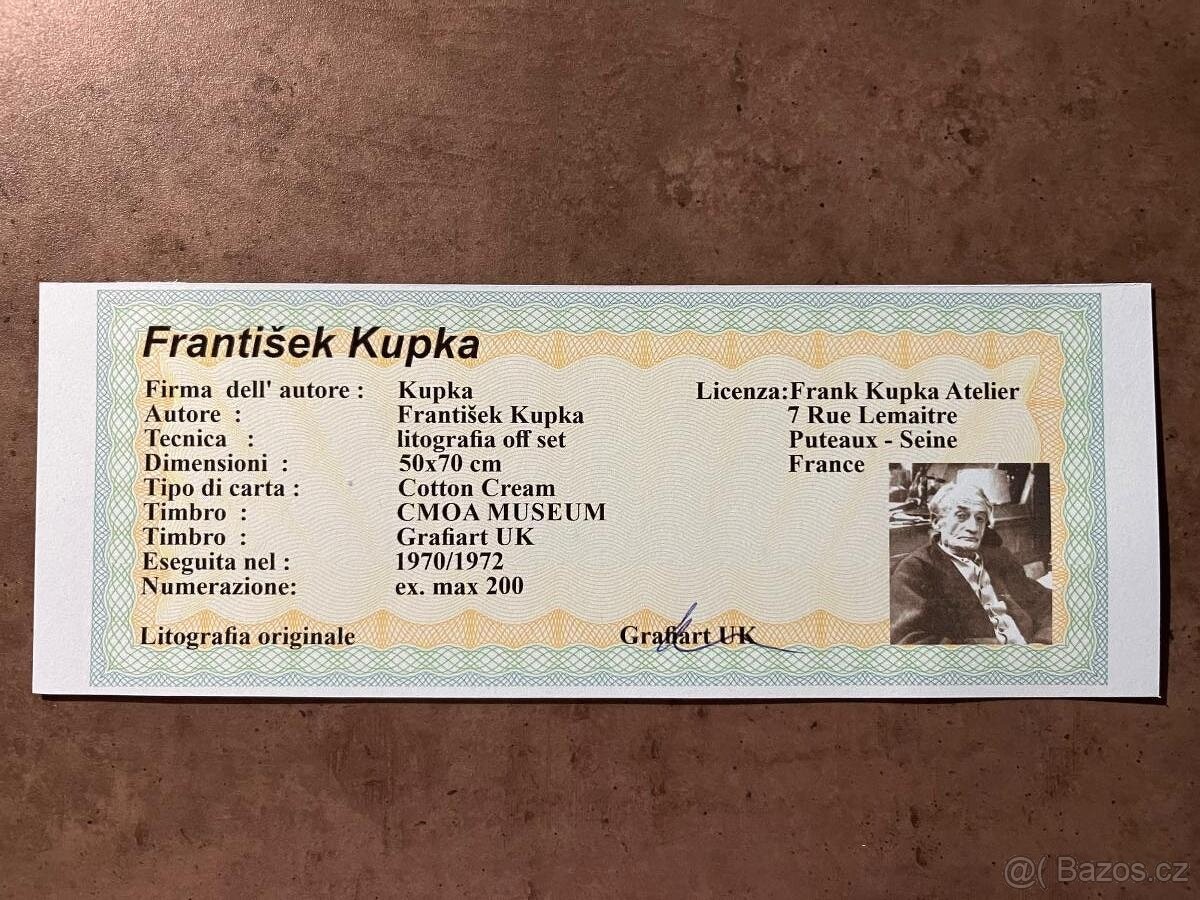 František Kupka
Firma dell' autore : Kupka
Autore : František Kupka
Tecnica : litografia off set
Dimensioni : 50x70 cm
Tipo di carta : Cotton Cream
Timbro : CMOA MUSEUM
Timbro : Grafiart UK
Eseguita nel : 1970/1972
Numerazione: ex. max 200
Litografia originale
Grafiart UK
Licenza:Frank Kupka Atelier
7 Rue Lemaitre
Puteaux - Seine
France
@( Bazos.cz